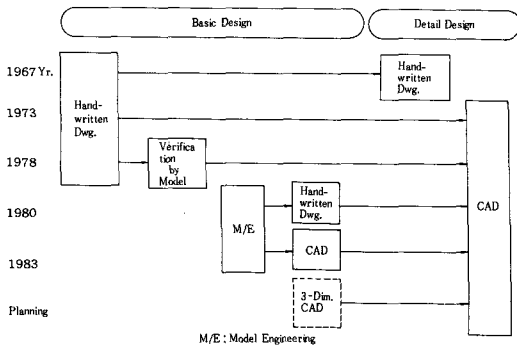 Basic Design
Detail Design
1967 Yr.
Hand-
written
Dwg.
1973
Hand-
written
Dwg.
1978
Vérifica
tion
by
Model
1980
M/E
Hand-
written
Dwg.
CAD
1983
CAD
Planning
3-Dim.
CAD
M/E: Model Engineering